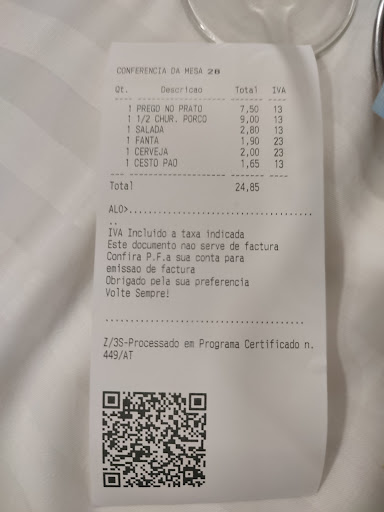 CONFERENCIA DA MESA 20
Qt. Descricao Total IVA
1 PREGO NO PRATO 7,50 13
1 1/2 CHUR. PORCO 9,00 13
1 SALADA 2,80 13
1 FANTA 1,90 23
1 CERVEJA 2,00 23
1 CESTO PAO 1,65 13
Total 24,85
ALO>......................................
..
IVA Incluido a taxa indicada
Este documento nao serve de factura
Confira P.F.a sua conta para
emissao de factura
Obrigado pela sua preferencia
Volte Sempre!
........................................
Z/3S-Processado em Programa Certificado n.
449/AT